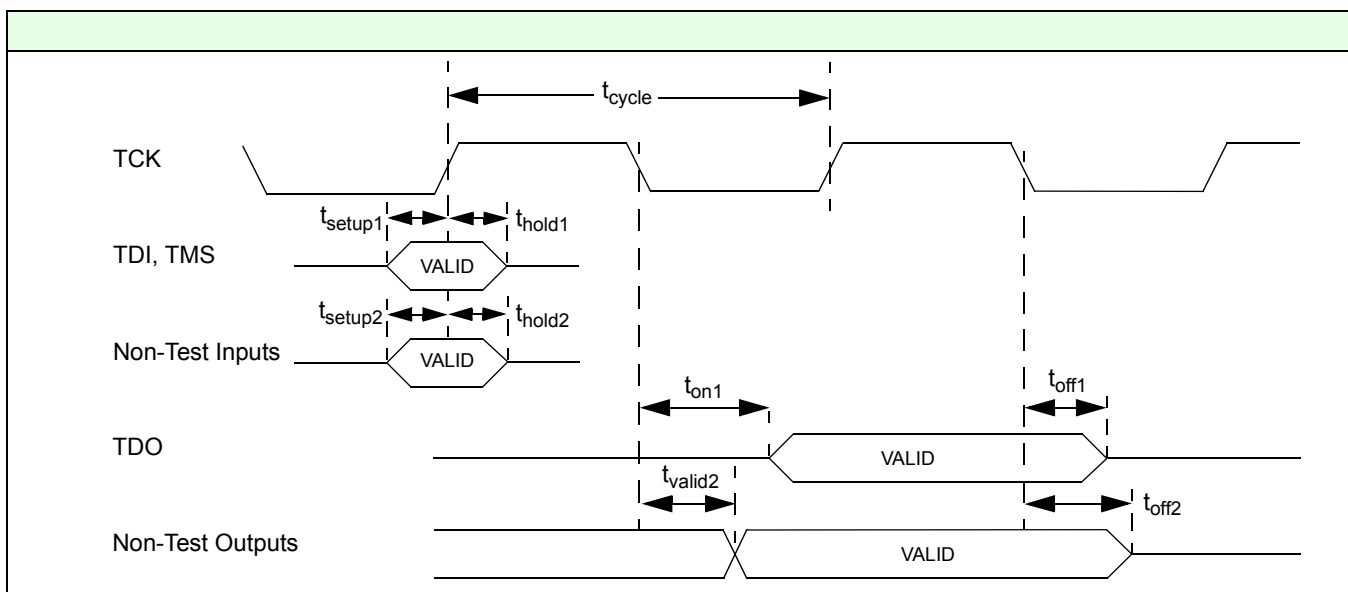 tcycle
TCK
tsetup1 thold1
TDI, TMS VALID
tsetup2 thold2
Non-Test Inputs VALID
ton1 toff1
TDO VALID
tvalid2 toff2
Non-Test Outputs VALID